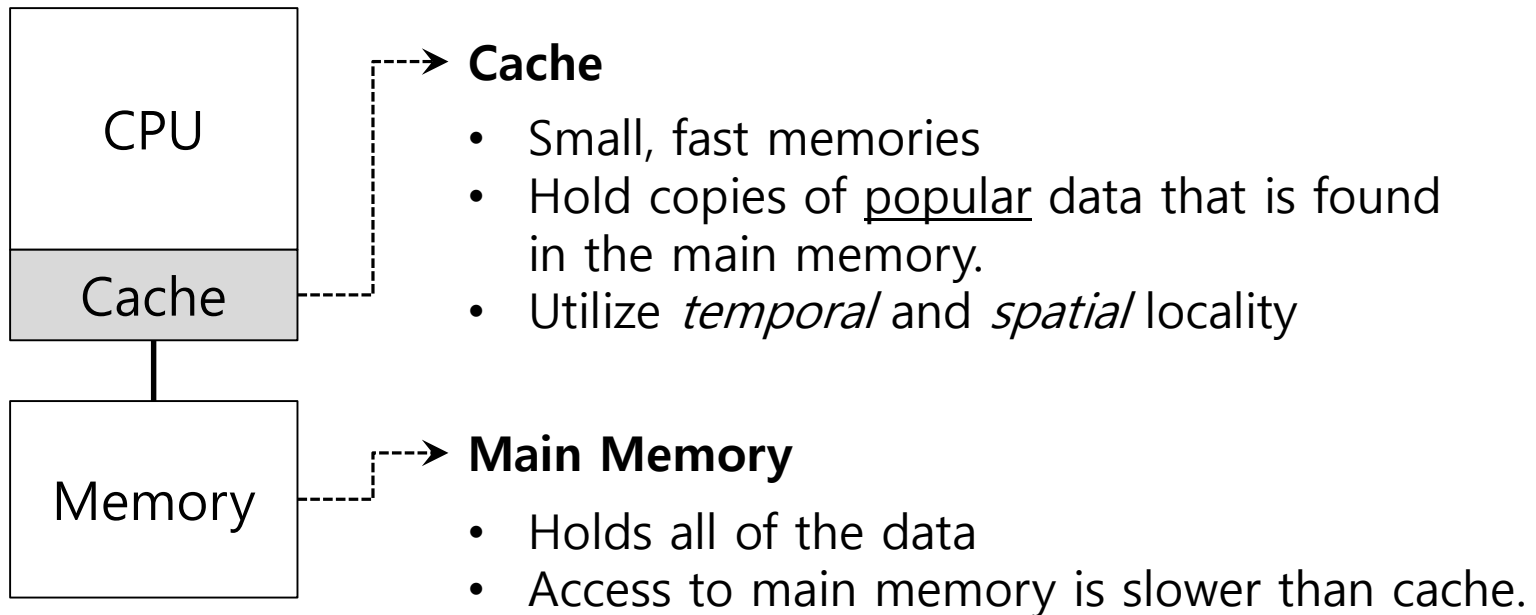 CPU
Cache
Memory
Cache
• Small, fast memories
• Hold copies of popular data that is found
in the main memory.
• Utilize temporal and spatial locality
Main Memory
• Holds all of the data
• Access to main memory is slower than cache.